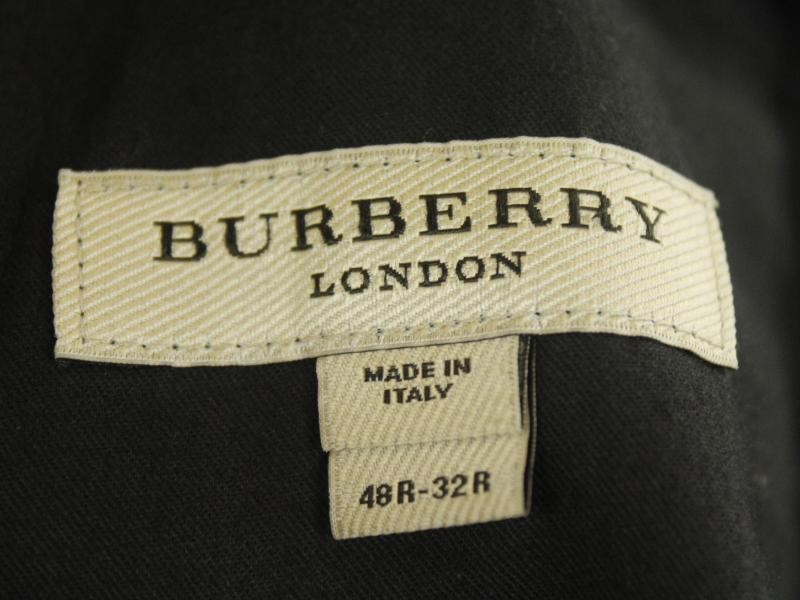 BURBERRY
LONDON
MADE IN
ITALY
48R-32R